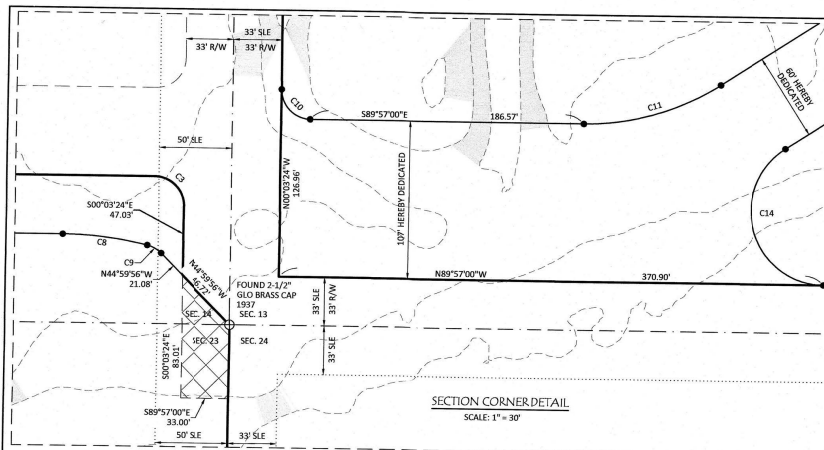 33' SLE
33' R/W
33' R/W
60' HEREBY
DEDICATED
C10
C11
S89°57'00"E
186.57'
50' SLE
C3
N00°03'24"W
126.96'
107' HEREBY DEDICATED
S00°03'24"E
47.03'
C14
C8
C9
N44°59'56"W
21.08'
N44°59'56"W
46.72'
FOUND 2-1/2"
GLO BRASS CAP
1937
N89°57'00"W
370.90'
SEC. 14
SEC. 13
33' SLE
33' R/W
SEC. 23
SEC. 24
33' SLE
S00°03'24"E
83.01'
S89°57'00"E
33.00'
50' SLE
33' SLE
SECTION CORNER DETAIL
SCALE: 1" = 30'